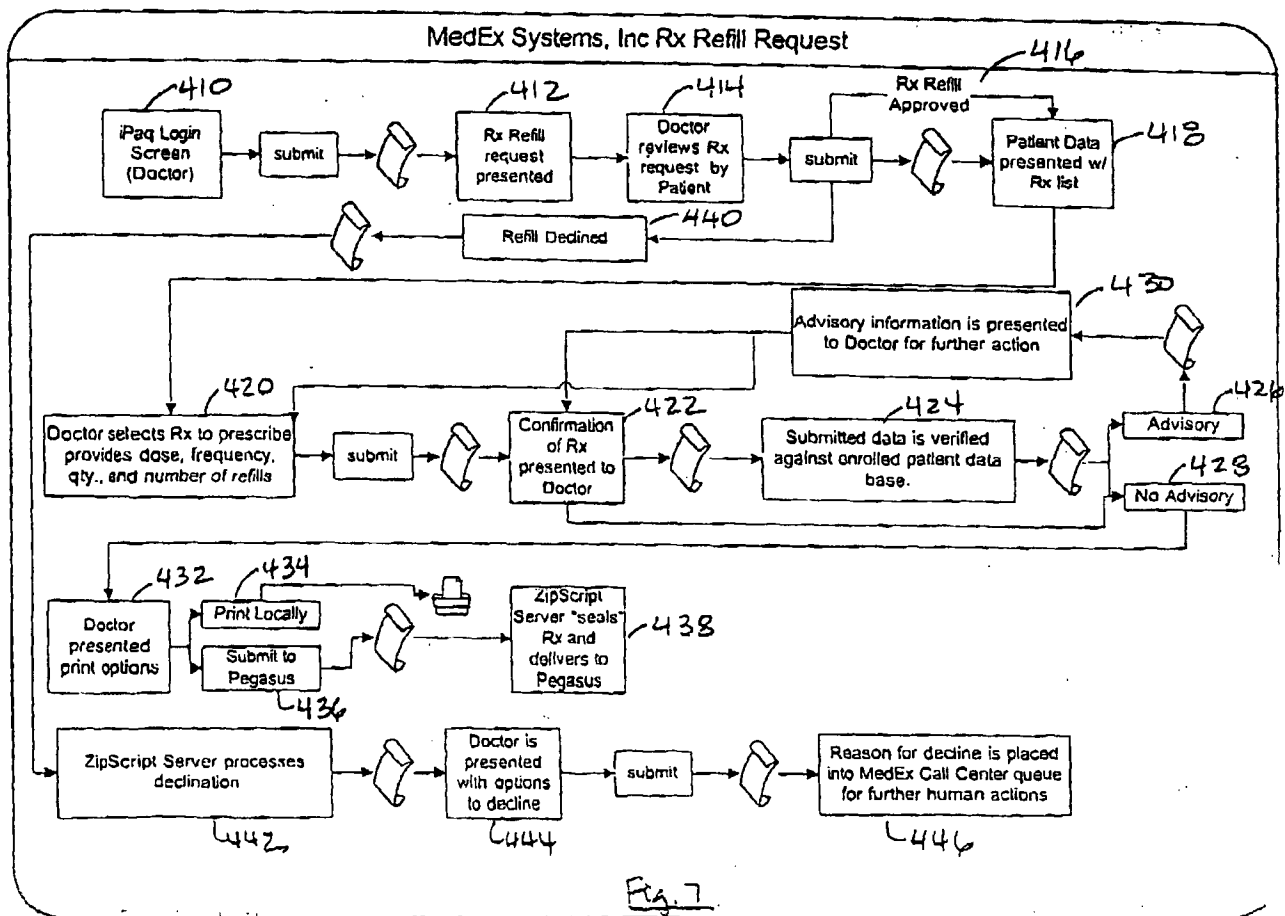 MedEx Systems, Inc Rx Refill Request
410
iPaq Login
Screen
(Doctor)
submit
412
Rx Refill
request
presented
414
Doctor
reviews Rx
request by
Patient
submit
416
Rx Refill
Approved
418
Patient Data
presented w/
Rx list
440
Refill Declined
430
Advisory information is presented
to Doctor for further action
420
Doctor selects Rx to prescribe
provides dose, frequency,
qty., and number of refills
submit
422
Confirmation
of Rx
presented to
Doctor
424
Submitted data is verified
against enrolled patient data
base.
426
Advisory
428
No Advisory
432
Doctor
presented
print options
434
Print Locally
Submit to
Pegasus
436
ZipScript
Server "seals"
Rx and
delivers to
Pegasus
438
ZipScript Server processes
declination
442
Doctor is
presented
with options
to decline
444
submit
Reason for decline is placed
into MedEx Call Center queue
for further human actions
446
Fig. 7